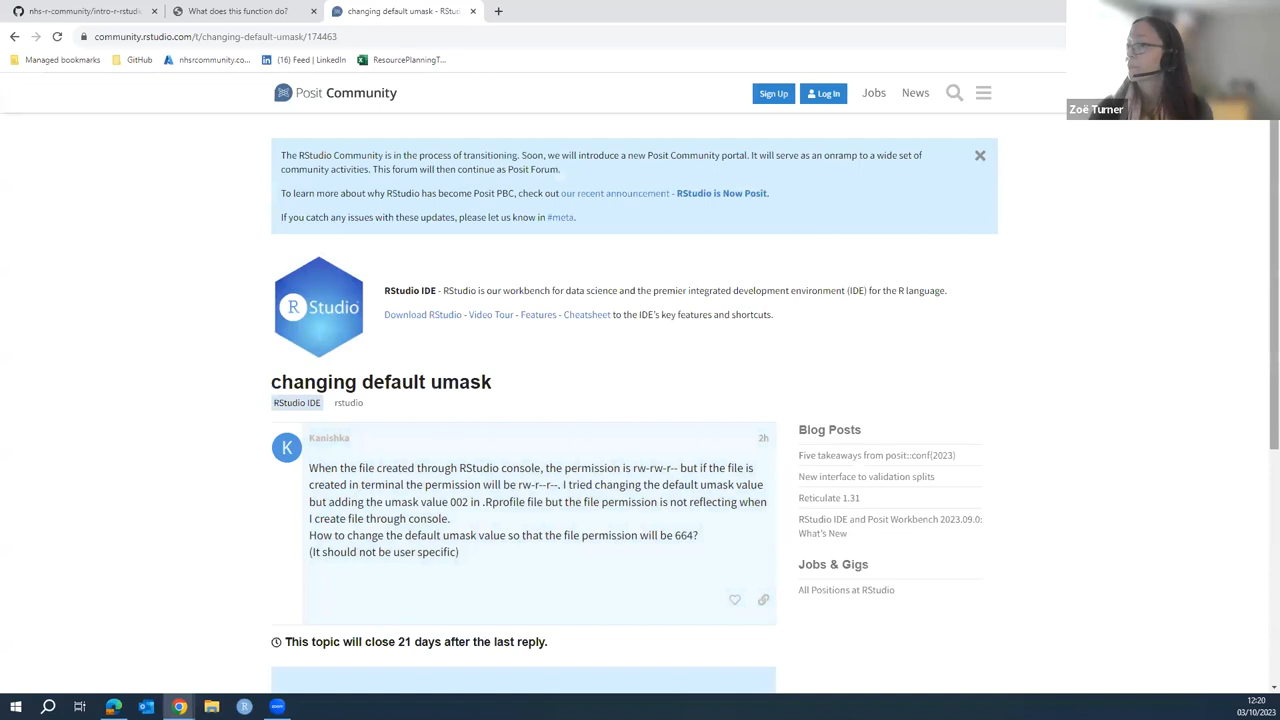 nhs-r-community/intro-r-rstudi
What does this function do?
changing default umask - RStud
community.rstudio.com/t/changing-default-umask/174463
Managed bookmarks
GitHub
nhsrcommunity.co...
(16) Feed | LinkedIn
ResourcePlanningT...
Zoë Turner
Posit Community
Sign Up
Log In
Jobs
News
The RStudio Community is in the process of transitioning. Soon, we will introduce a new Posit Community portal. It will serve as an onramp to a wide set of
community activities. This forum will then continue as Posit Forum.
To learn more about why RStudio has become Posit PBC, check out our recent announcement - RStudio is Now Posit.
If you catch any issues with these updates, please let us know in #meta.
R Studio
RStudio IDE - RStudio is our workbench for data science and the premier integrated development environment (IDE) for the R language.
Download RStudio - Video Tour - Features - Cheatsheet to the IDE's key features and shortcuts.
changing default umask
RStudio IDE rstudio
K
Kanishka
2h
When the file created through RStudio console, the permission is rw-rw-r-- but if the file is
created in terminal the permission will be rw-r--r--. I tried changing the default umask value
but adding the umask value 002 in .Rprofile file but the file permission is not reflecting when
I create file through console.
How to change the default umask value so that the file permission will be 664?
(It should not be user specific)
Blog Posts
Five takeaways from posit::conf(2023)
New interface to validation splits
Reticulate 1.31
RStudio IDE and Posit Workbench 2023.09.0:
What's New
Jobs & Gigs
All Positions at RStudio
This topic will close 21 days after the last reply.
R
zoom
12:20
03/10/2023